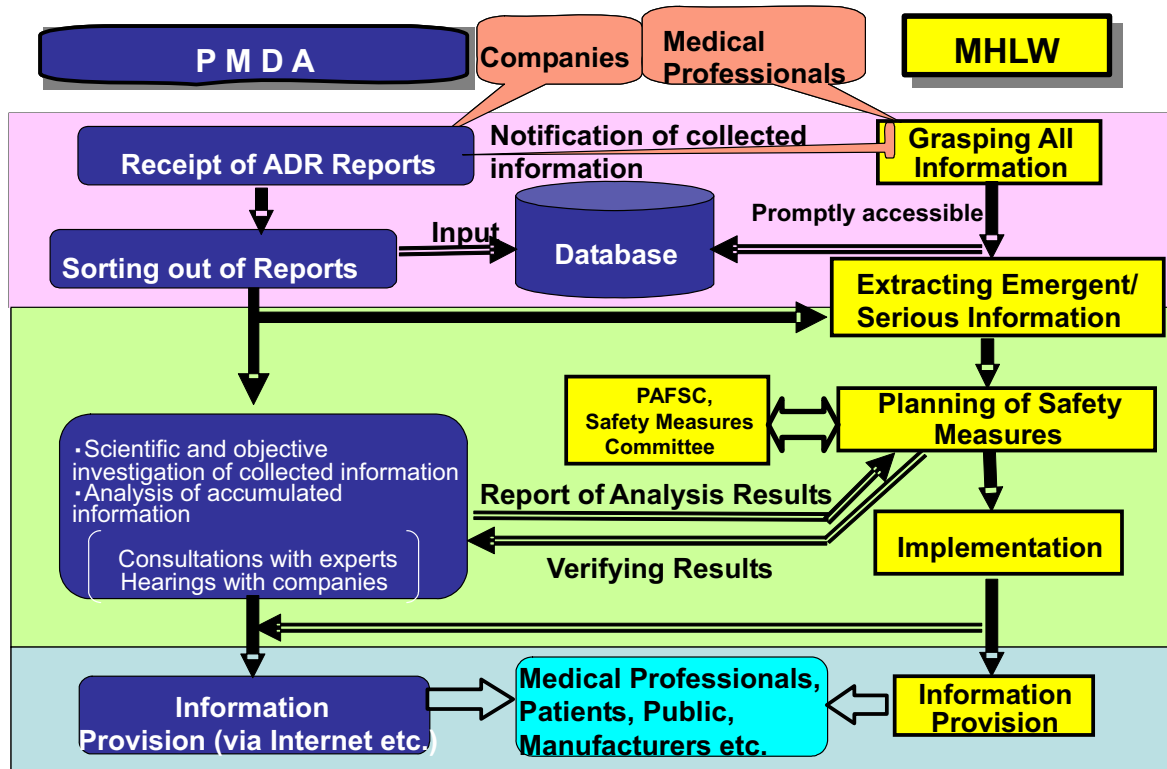 P M D A
Companies
Medical
Professionals
MHLW
Receipt of ADR Reports
Notification of collected
information
Grasping All
Information
Promptly accessible
Input
Database
Sorting out of Reports
Extracting Emergent/
Serious Information
PAFSC,
Safety Measures
Committee
Planning of Safety
Measures
・Scientific and objective
investigation of collected information
・Analysis of accumulated
information
Consultations with experts
Hearings with companies
Report of Analysis Results
Verifying Results
Implementation
Information
Provision (via Internet etc.)
Medical Professionals,
Patients, Public,
Manufacturers etc.
Information
Provision